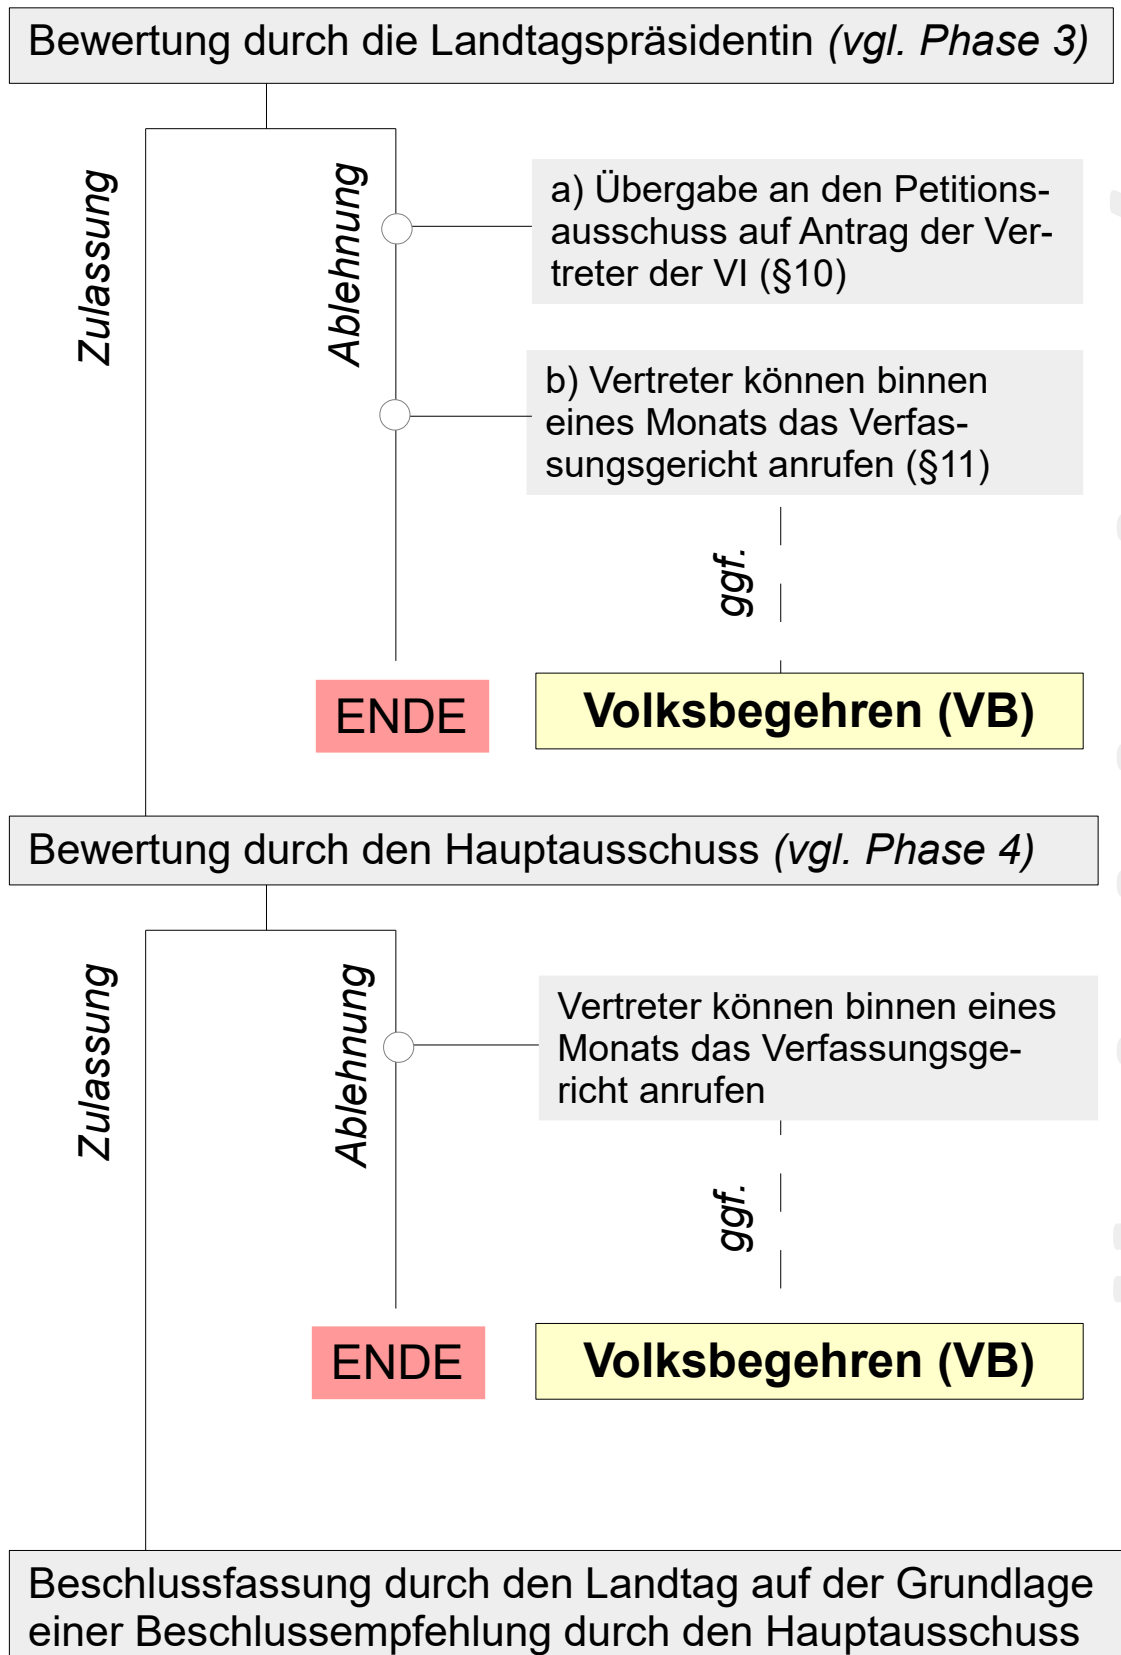 Bewertung durch die Landtagspräsidentin (vgl. Phase 3)
Zulassung
Ablehnung
a) Übergabe an den Petitions-
ausschuss auf Antrag der Ver-
treter der VI (§10)
b) Vertreter können binnen
eines Monats das Verfas-
sungsgericht anrufen (§11)
ggf.
ENDE
Volksbegehren (VB)
Bewertung durch den Hauptausschuss (vgl. Phase 4)
Zulassung
Ablehnung
Vertreter können binnen eines
Monats das Verfassungsge-
richt anrufen
ggf.
ENDE
Volksbegehren (VB)
Beschlussfassung durch den Landtag auf der Grundlage
einer Beschlussempfehlung durch den Hauptausschuss